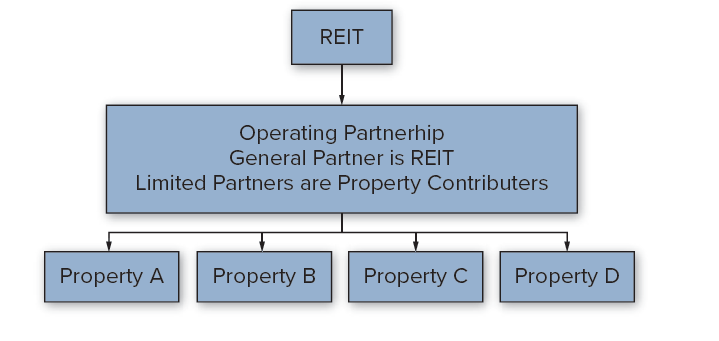 REIT
Operating Partnerhip
General Partner is REIT
Limited Partners are Property Contributers
Property A
Property B
Property C
Property D